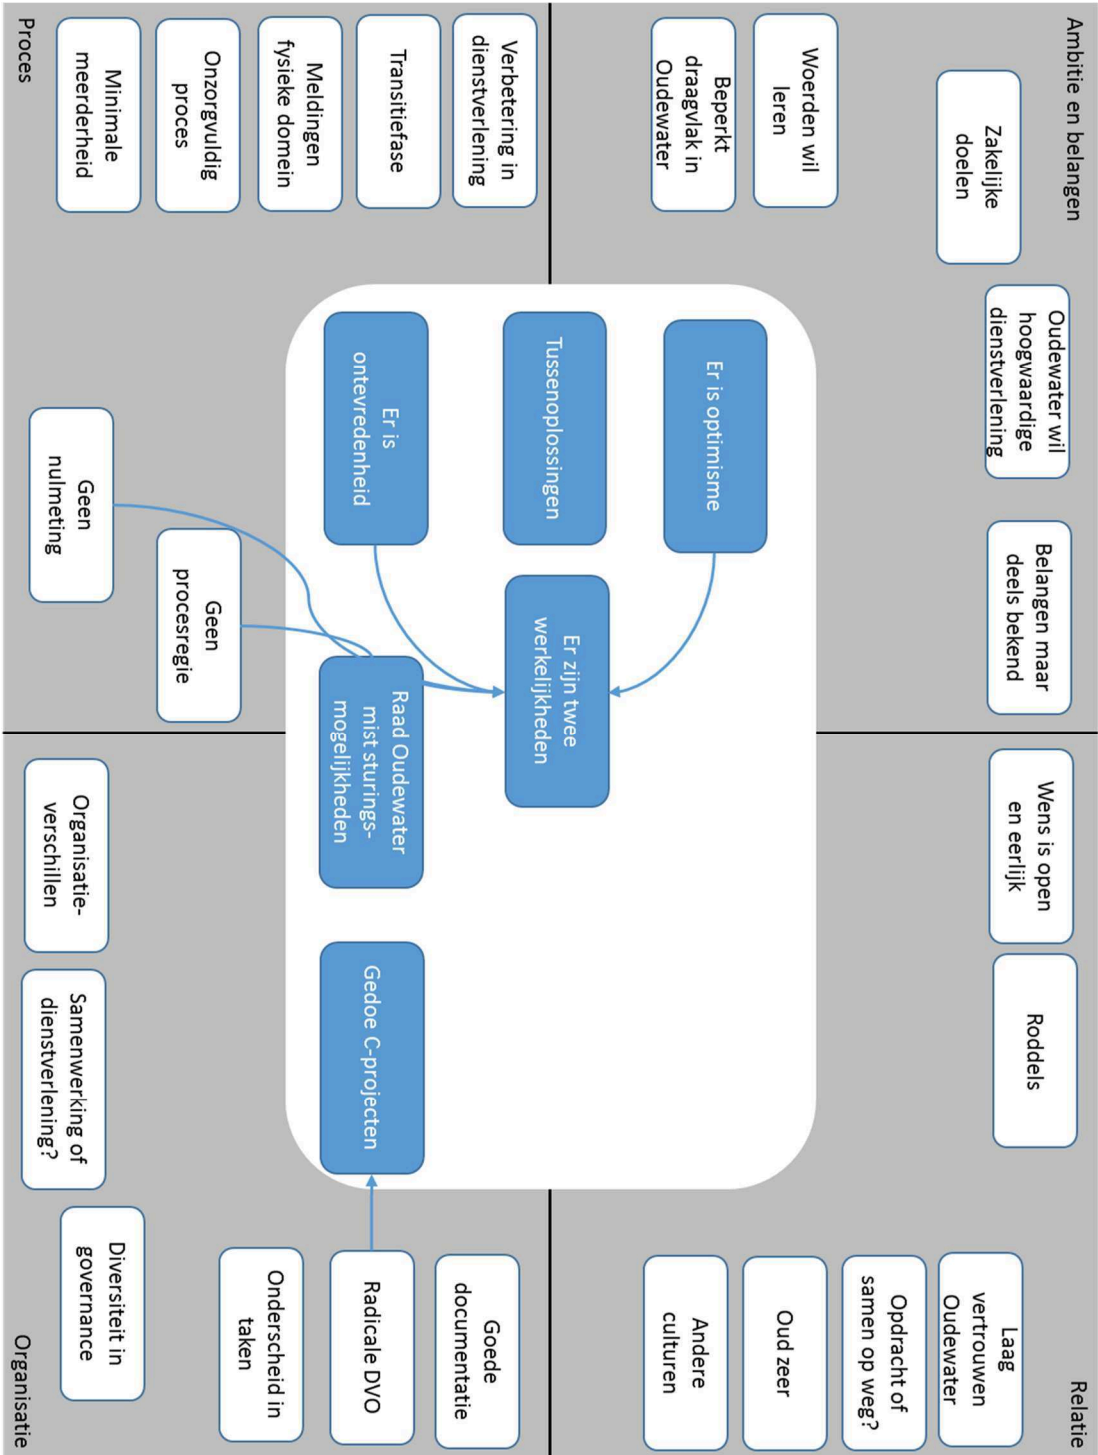 Ambitie en belangen
Zakelijke
doelen
Oudewater wil
hoogwaardige
dienstverlening
Belangen maar
deels bekend
Woerden wil
leren
Beperkt
draagvlak in
Oudewater
Relatie
Wens is open
en eerlijk
Roddels
Laag
vertrouwen
Oudewater
Opdracht of
samen op weg?
Oud zeer
Andere
culturen
Er is optimisme
Tussenoplossingen
Er is
ontevredenheid
Er zijn twee
werkelijkheden
Raad Oudewater
mist sturings-
mogelijkheden
Gedoe C-projecten
Verbetering in
dienstverlening
Transitiefase
Meldingen
fysieke domein
Onzorgvuldig
proces
Minimale
meerderheid
Geen
nulmeting
Geen
procesregie
Proces
Goede
documentatie
Radicale DVO
Onderscheid in
taken
Diversiteit in
governance
Organisatie-
verschillen
Samenwerking of
dienstverlening?
Organisatie